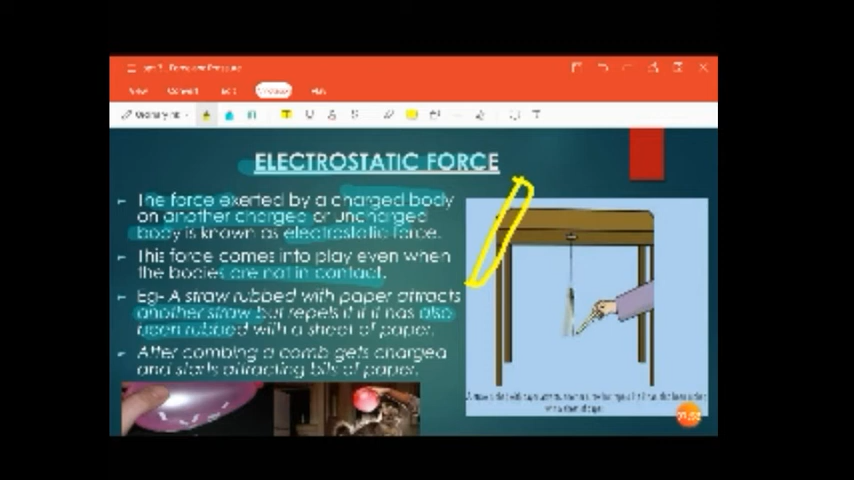 View Convert Edit
ELECTROSTATIC FORCE
The force exerted by a charged body
on another charged or uncharged
body is known as electrostatic force.
This force comes into play even when
the bodies are not in contact.
Eg- A straw rubbed with paper attracts
another straw but repels it if it has also
been rubbed with a sheet of paper.
After combing a comb gets charged
and starts attracting bits of paper.